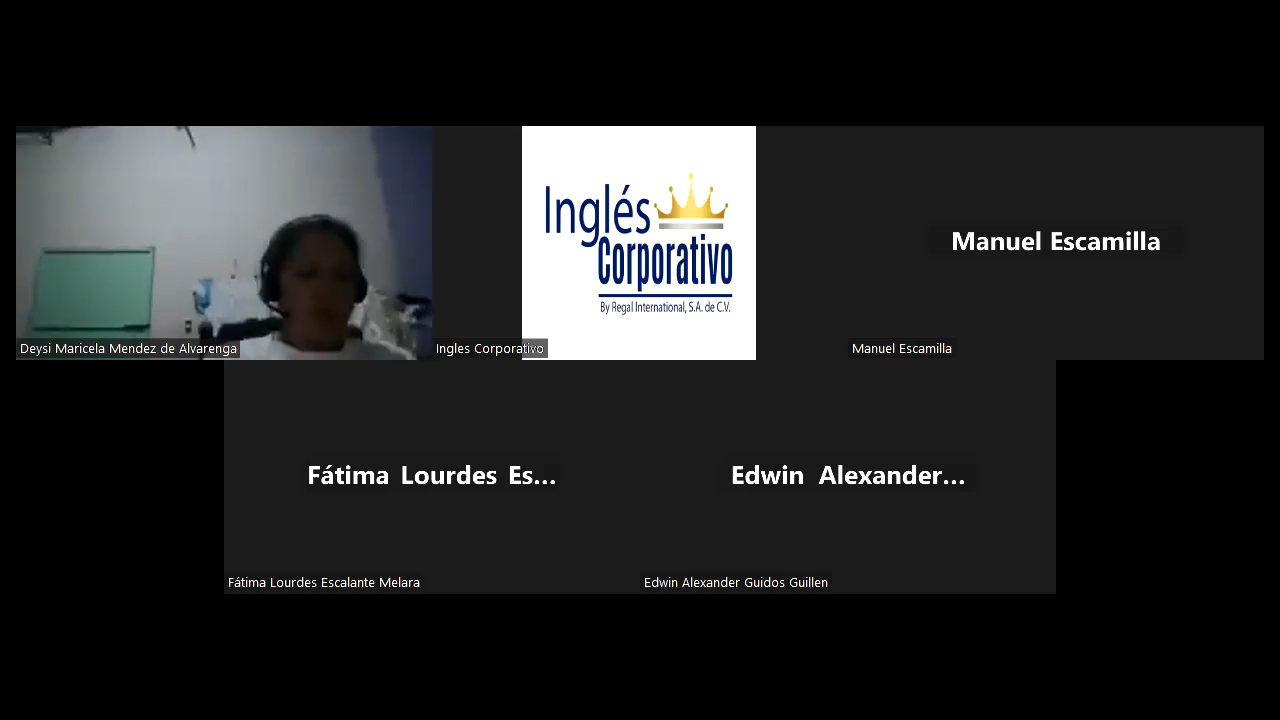 Inglés
Corporativo
By Regal International, S.A. de C.V.
Manuel Escamilla
Deysi Maricela Mendez de Alvarenga
Ingles Corporativo
Manuel Escamilla
Fátima Lourdes Es...
Edwin Alexander...
Fátima Lourdes Escalante Melara
Edwin Alexander Guidos Guillen